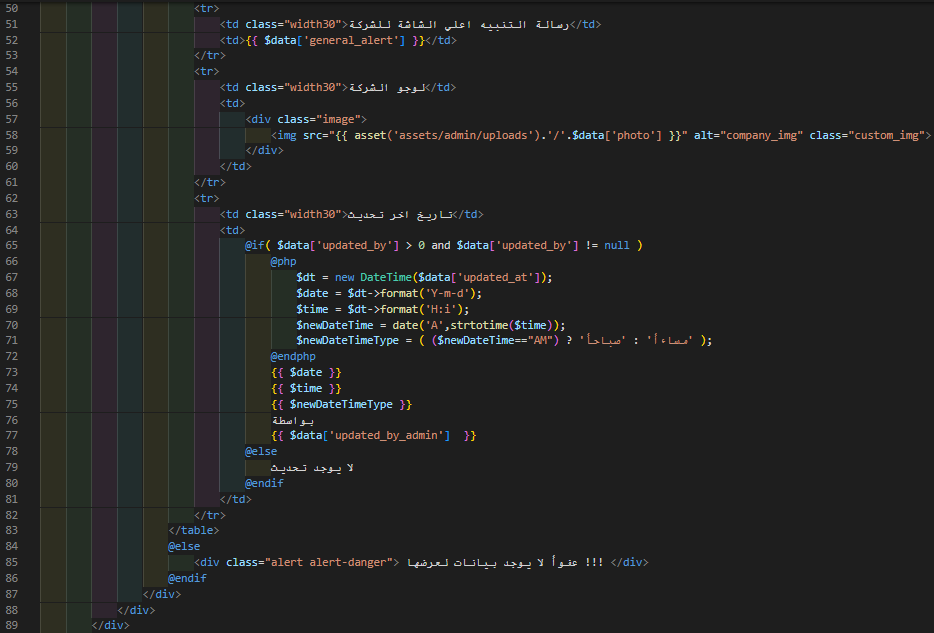 50 <tr>
51 <td class="width30">رسالة التنبيه اعلي الشاشة للشركة</td>
52 <td>{{ $data['general_alert'] }}</td>
53 </tr>
54 <tr>
55 <td class="width30">لوجو الشركة</td>
56 <td>
57 <div class="image">
58 <img src="{{ asset('assets/admin/uploads').'/'.$data['photo'] }}" alt="company_img" class="custom_img">
59 </div>
60 </td>
61 </tr>
62 <tr>
63 <td class="width30">تاريخ اخر تحديث</td>
64 <td>
65 @if( $data['updated_by'] > 0 and $data['updated_by'] != null )
66 @php
67 $dt = new DateTime($data['updated_at']);
68 $date = $dt->format('Y-m-d');
69 $time = $dt->format('H:i');
70 $newDateTime = date('A',strtotime($time));
71 $newDateTimeType = ( ($newDateTime=="AM") ? 'صباحاً' : 'مساءاً' );
72 @endphp
73 {{ $date }}
74 {{ $time }}
75 {{ $newDateTimeType }}
76 بواسطة
77 {{ $data['updated_by_admin'] }}
78 @else
79 لا يوجد تحديث
80 @endif
81 </td>
82 </tr>
83 </table>
84 @else
85 <div class="alert alert-danger"> عفواً لا يوجد بيانات لعرضها !!! </div>
86 @endif
87 </div>
88 </div>
89 </div>